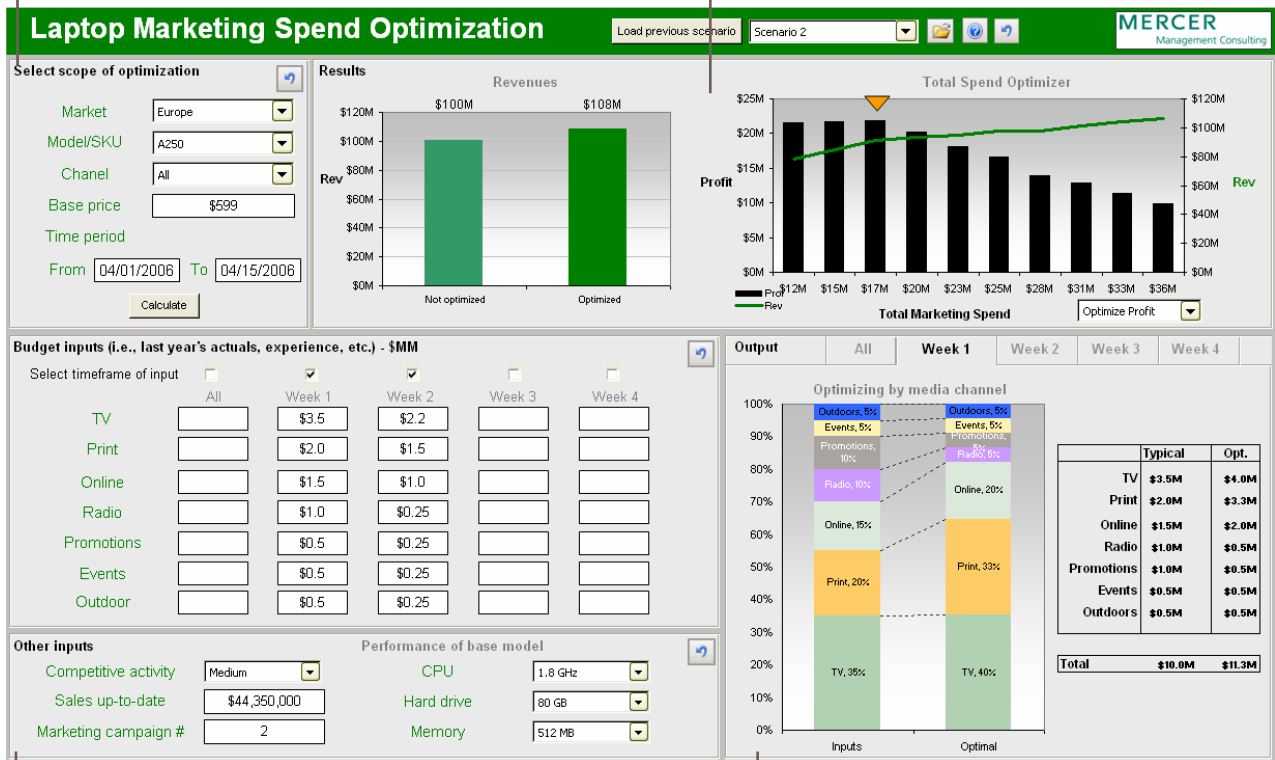 Laptop Marketing Spend Optimization
Load previous scenario
Scenario 2
MERCER
Management Consulting
Select scope of optimization
Market
Europe
Model/SKU
A250
Chanel
All
Base price
$599
Time period
From 04/01/2006 To 04/15/2006
Calculate
Results
Revenues
$100M $108M
Rev
$120M
$100M
$80M
$60M
$40M
$20M
$0M
Not optimized Optimized
Total Spend Optimizer
Profit
$25M
$20M
$15M
$10M
$5M
$0M
$120M
$100M
$80M
$60M
$40M
$20M
$0M
Rev
$12M $15M $17M $20M $23M $25M $28M $31M $33M $36M
Rev
Total Marketing Spend
Optimize Profit
Budget inputs (i.e., last year's actuals, experience, etc.) - $MM
Select timeframe of input
All Week 1 Week 2 Week 3 Week 4
TV $3.5 $2.2
Print $2.0 $1.5
Online $1.5 $1.0
Radio $1.0 $0.25
Promotions $0.5 $0.25
Events $0.5 $0.25
Outdoor $0.5 $0.25
Other inputs
Competitive activity Medium
Sales up-to-date $44,350,000
Marketing campaign # 2
Performance of base model
CPU 1.8 GHz
Hard drive 80 GB
Memory 512 MB
Output
All Week 1 Week 2 Week 3 Week 4
Optimizing by media channel
100%
90%
80%
70%
60%
50%
40%
30%
20%
10%
0%
Outdoors, 5%
Events, 5%
Promotions, 10%
Radio, 10%
Online, 15%
Print, 20%
TV, 35%
Outdoors, 5%
Events, 5%
Promotions, 5%
Radio, 5%
Online, 20%
Print, 33%
TV, 40%
Inputs Optimal
Typical Opt.
TV $3.5M $4.0M
Print $2.0M $3.3M
Online $1.5M $2.0M
Radio $1.0M $0.5M
Promotions $1.0M $0.5M
Events $0.5M $0.5M
Outdoors $0.5M $0.5M
Total $10.0M $11.3M